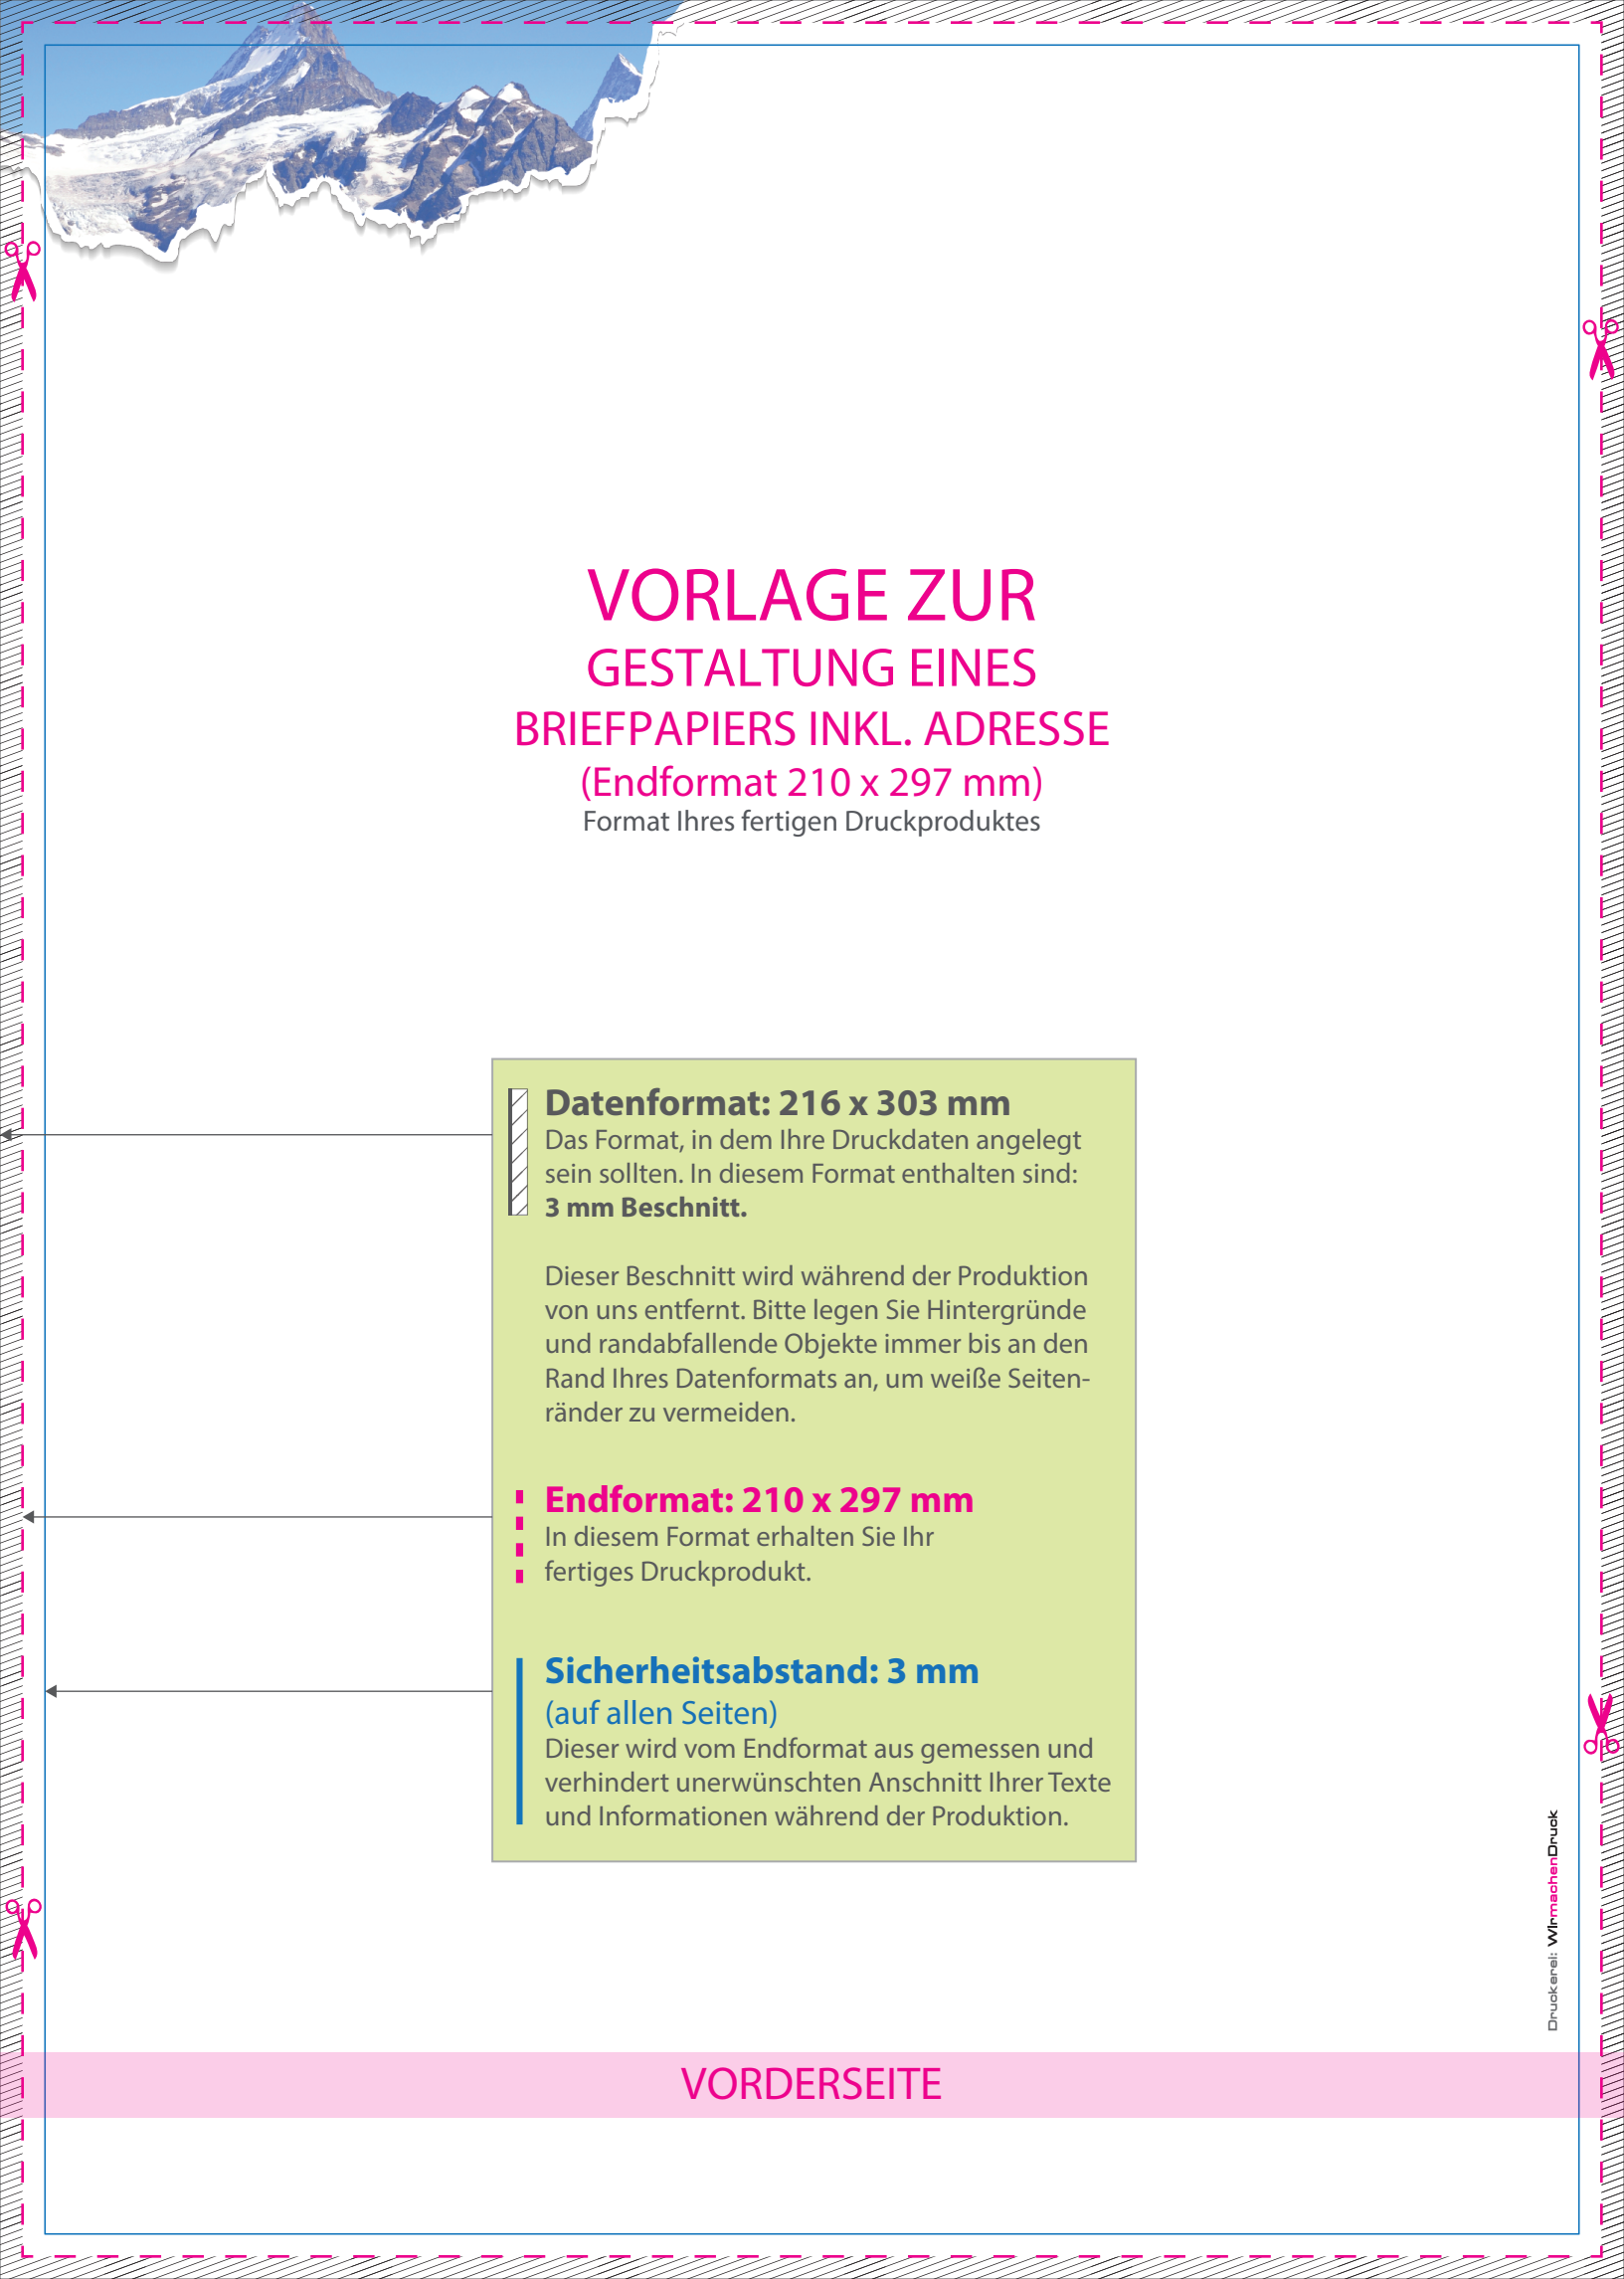 VORLAGE ZUR
GESTALTUNG EINES
BRIEFPAPIERS INKL. ADRESSE
(Endformat 210 x 297 mm)
Format Ihres fertigen Druckproduktes
Datenformat: 216 x 303 mm
Das Format, in dem Ihre Druckdaten angelegt
sein sollten. In diesem Format enthalten sind:
3 mm Beschnitt.
Dieser Beschnitt wird während der Produktion
von uns entfernt. Bitte legen Sie Hintergründe
und randabfallende Objekte immer bis an den
Rand Ihres Datenformats an, um weiße Seiten-
ränder zu vermeiden.
Endformat: 210 x 297 mm
In diesem Format erhalten Sie Ihr
fertiges Druckprodukt.
Sicherheitsabstand: 3 mm
(auf allen Seiten)
Dieser wird vom Endformat aus gemessen und
verhindert unerwünschten Anschnitt Ihrer Texte
und Informationen während der Produktion.
Druckerei: WIrmachenDruck
VORDERSEITE